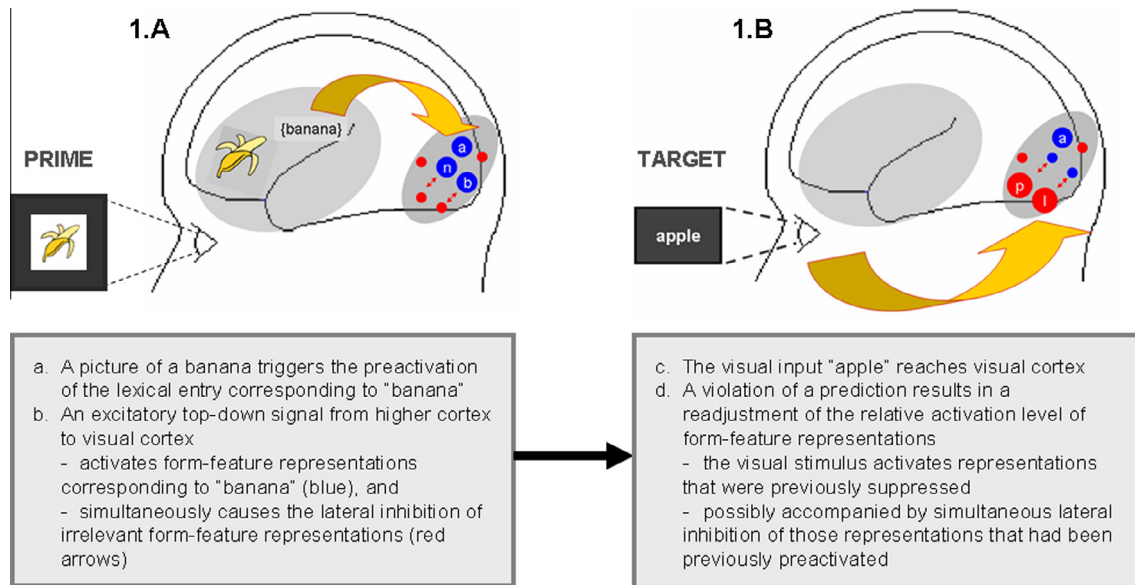 1.A
1.B
{banana}
a
n
b
PRIME
a
p
l
TARGET
apple
a. A picture of a banana triggers the preactivation
of the lexical entry corresponding to "banana"
b. An excitatory top-down signal from higher cortex
to visual cortex
- activates form-feature representations
corresponding to "banana" (blue), and
- simultaneously causes the lateral inhibition of
irrelevant form-feature representations (red
arrows)
c. The visual input "apple" reaches visual cortex
d. A violation of a prediction results in a
readjustment of the relative activation level of
form-feature representations
- the visual stimulus activates representations
that were previously suppressed
- possibly accompanied by simultaneous lateral
inhibition of those representations that had been
previously preactivated